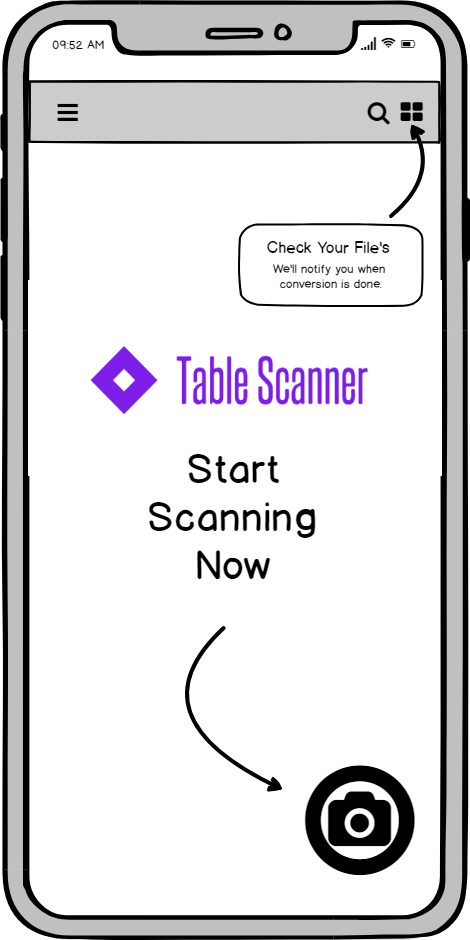 09:52 AM
Check Your File's
We'll notify you when
conversion is done.
Table Scanner
Start
Scanning
Now